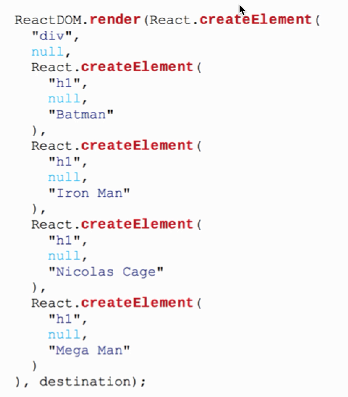 ReactDOM.render(React.createElement(
  "div",
  null,
  React.createElement(
    "h1",
    null,
    "Batman"
  ),
  React.createElement(
    "h1",
    null,
    "Iron Man"
  ),
  React.createElement(
    "h1",
    null,
    "Nicolas Cage"
  ),
  React.createElement(
    "h1",
    null,
    "Mega Man"
  )
), destination);